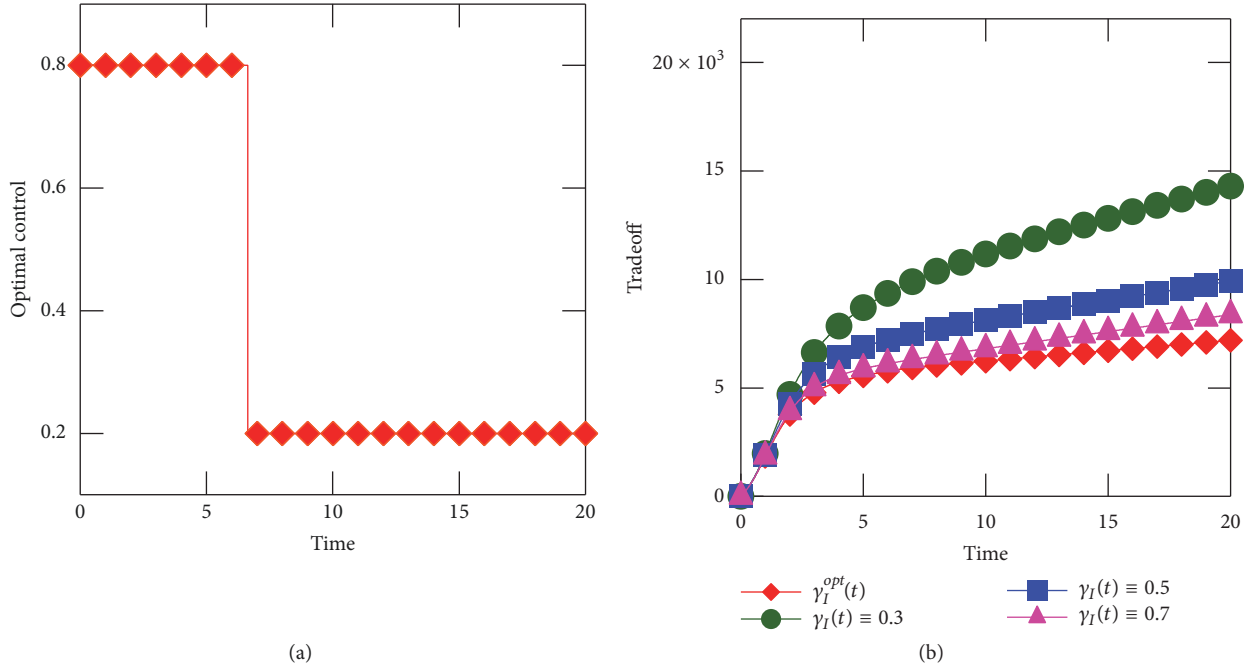 Optimal control
0.8
0.6
0.4
0.2
0
5
10
15
20
Time
(a)
Tradeoff
20 × 10³
15
10
5
0
0
5
10
15
20
Time
γ_I^opt(t)
γ_I(t) ≡ 0.3
γ_I(t) ≡ 0.5
γ_I(t) ≡ 0.7
(b)